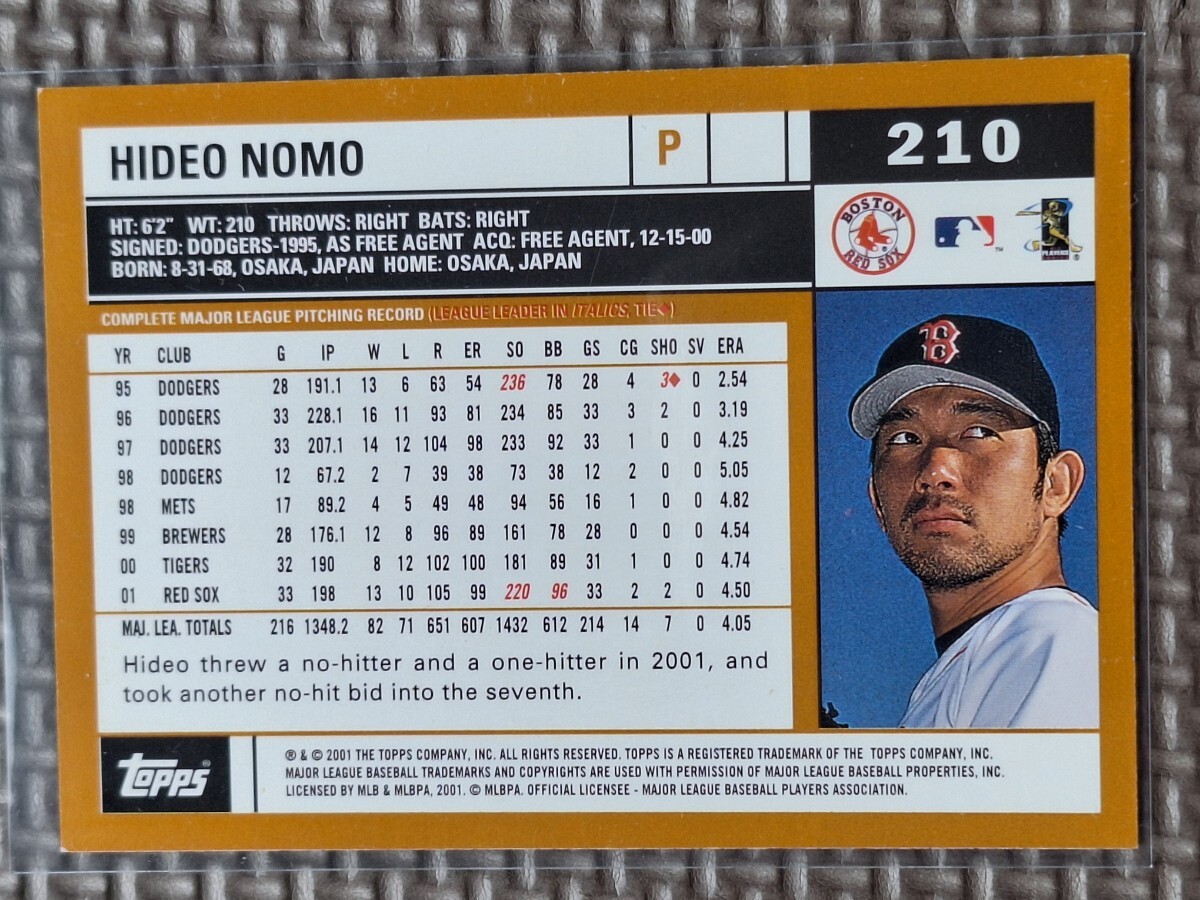 HIDEO NOMO P 210
HT: 6'2" WT: 210 THROWS: RIGHT BATS: RIGHT
SIGNED: DODGERS-1995, AS FREE AGENT ACQ: FREE AGENT, 12-15-00
BORN: 8-31-68, OSAKA, JAPAN HOME: OSAKA, JAPAN
BOSTON
RED SOX
PLAYERS
COMPLETE MAJOR LEAGUE PITCHING RECORD (LEAGUE LEADER IN ITALICS, TIE◆)
YR CLUB G IP W L R ER SO BB GS CG SHO SV ERA
95 DODGERS 28 191.1 13 6 63 54 236 78 28 4 3◆ 0 2.54
96 DODGERS 33 228.1 16 11 93 81 234 85 33 3 2 0 3.19
97 DODGERS 33 207.1 14 12 104 98 233 92 33 1 0 0 4.25
98 DODGERS 12 67.2 2 7 39 38 73 38 12 2 0 0 5.05
98 METS 17 89.2 4 5 49 48 94 56 16 1 0 0 4.82
99 BREWERS 28 176.1 12 8 96 89 161 78 28 0 0 0 4.54
00 TIGERS 32 190 8 12 102 100 181 89 31 1 0 0 4.74
01 RED SOX 33 198 13 10 105 99 220 96 33 2 2 0 4.50
MAJ. LEA. TOTALS 216 1348.2 82 71 651 607 1432 612 214 14 7 0 4.05
Hideo threw a no-hitter and a one-hitter in 2001, and
took another no-hit bid into the seventh.
B
topps®
® & © 2001 THE TOPPS COMPANY, INC. ALL RIGHTS RESERVED. TOPPS IS A REGISTERED TRADEMARK OF THE TOPPS COMPANY, INC.
MAJOR LEAGUE BASEBALL TRADEMARKS AND COPYRIGHTS ARE USED WITH PERMISSION OF MAJOR LEAGUE BASEBALL PROPERTIES, INC.
LICENSED BY MLB & MLBPA, 2001. © MLBPA. OFFICIAL LICENSEE - MAJOR LEAGUE BASEBALL PLAYERS ASSOCIATION.